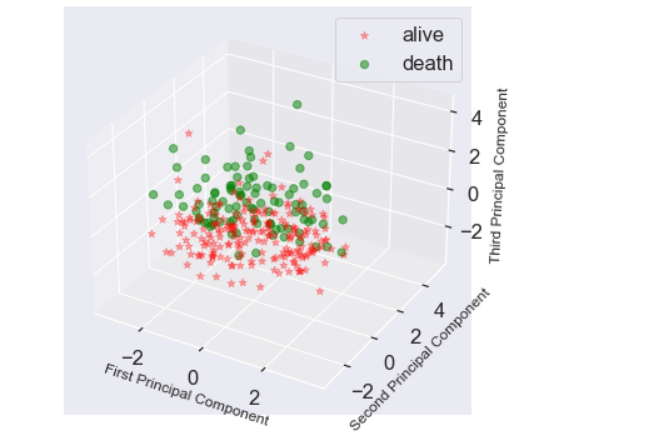 alive
death
4
2
0
−2
Third Principal Component
4
2
0
−2
Second Principal Component
−2
0
2
First Principal Component